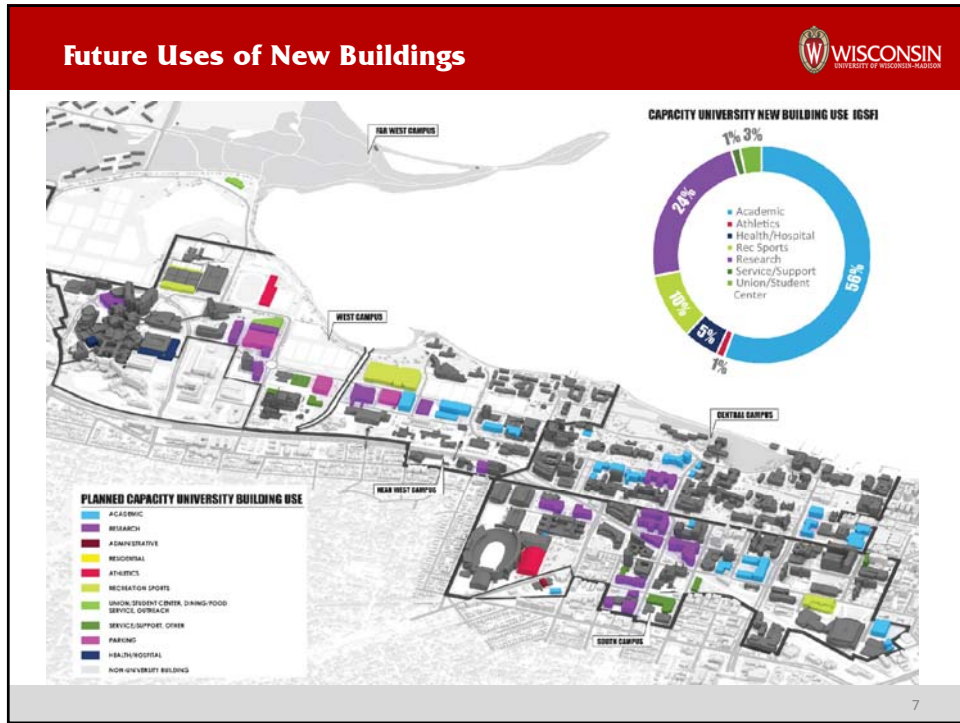 Future Uses of New Buildings
W
WISCONSIN
UNIVERSITY OF WISCONSIN-MADISON
CAPACITY UNIVERSITY NEW BUILDING USE (GSF)
1% 3%
24%
56%
10%
5%
1%
Academic
Athletics
Health/Hospital
Rec Sports
Research
Service/Support
Union/Student
Center
FAR WEST CAMPUS
WEST CAMPUS
CENTRAL CAMPUS
NEAR WEST CAMPUS
SOUTH CAMPUS
PLANNED CAPACITY UNIVERSITY BUILDING USE
ACADEMIC
RESEARCH
ADMINISTRATIVE
RESIDENTIAL
ATHLETICS
RECREATION SPORTS
UNION/STUDENT CENTER, DINING/FOOD
SERVICE, OUTREACH
SERVICE/SUPPORT, OTHER
PARKING
HEALTH/HOSPITAL
NON-UNIVERSITY BUILDING
7